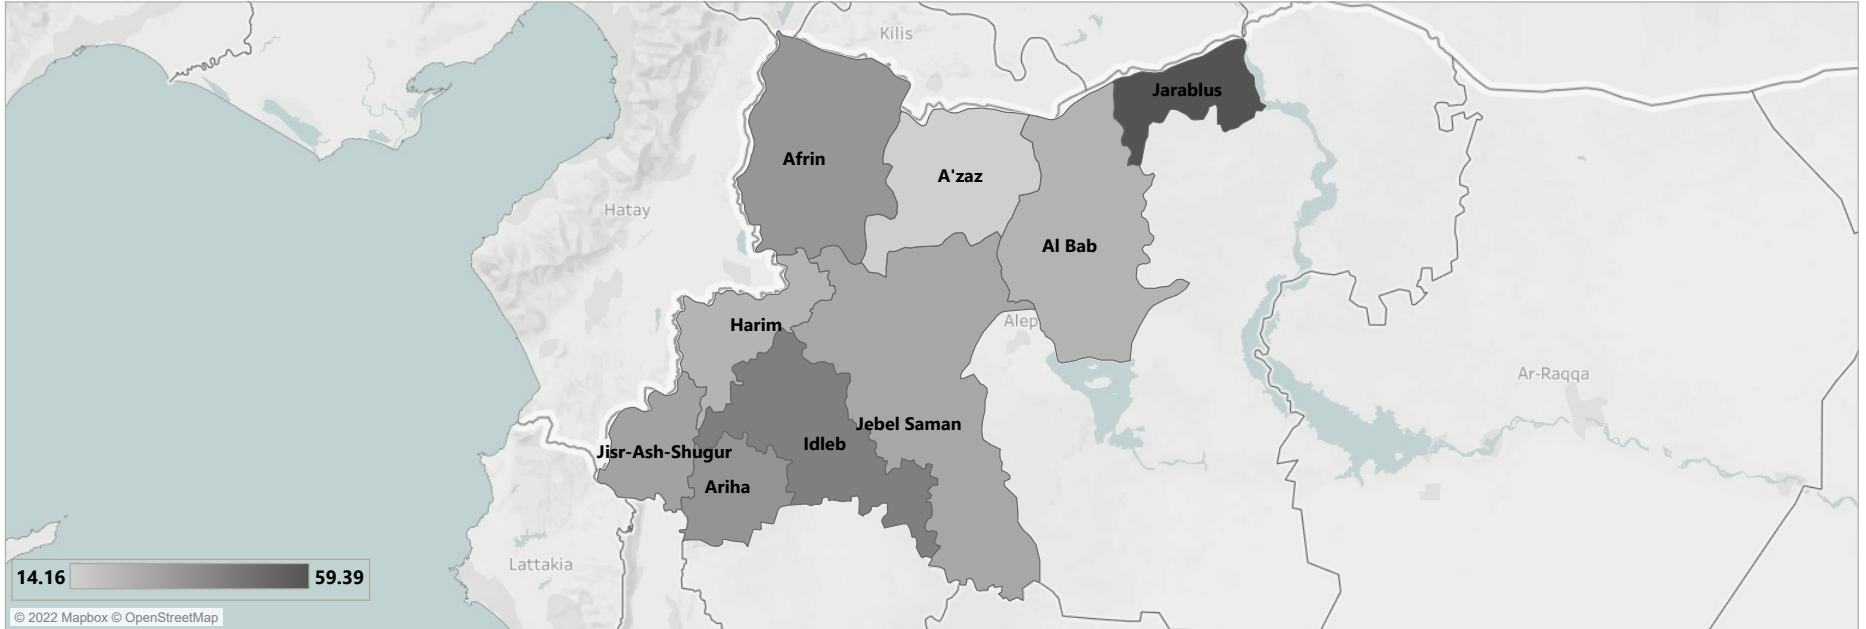 Kilis
Jarablus
Afrin
A'zaz
Hatay
Al Bab
Harim
Alep
Ar-Raqqa
Jebel Saman
Idleb
Jisr-Ash-Shugur
Ariha
Lattakia
14.16
59.39
© 2022 Mapbox © OpenStreetMap